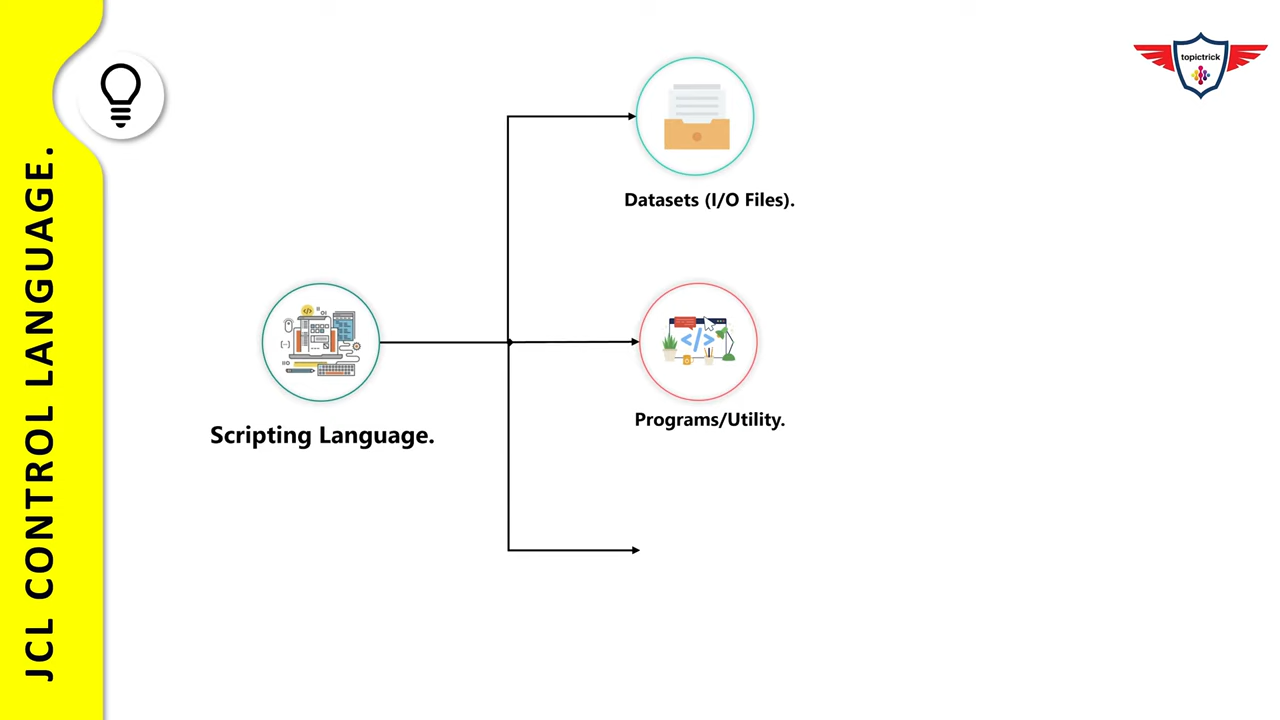 JCL CONTROL LANGUAGE.
topictrick
Datasets (I/O Files).
Scripting Language.
Programs/Utility.